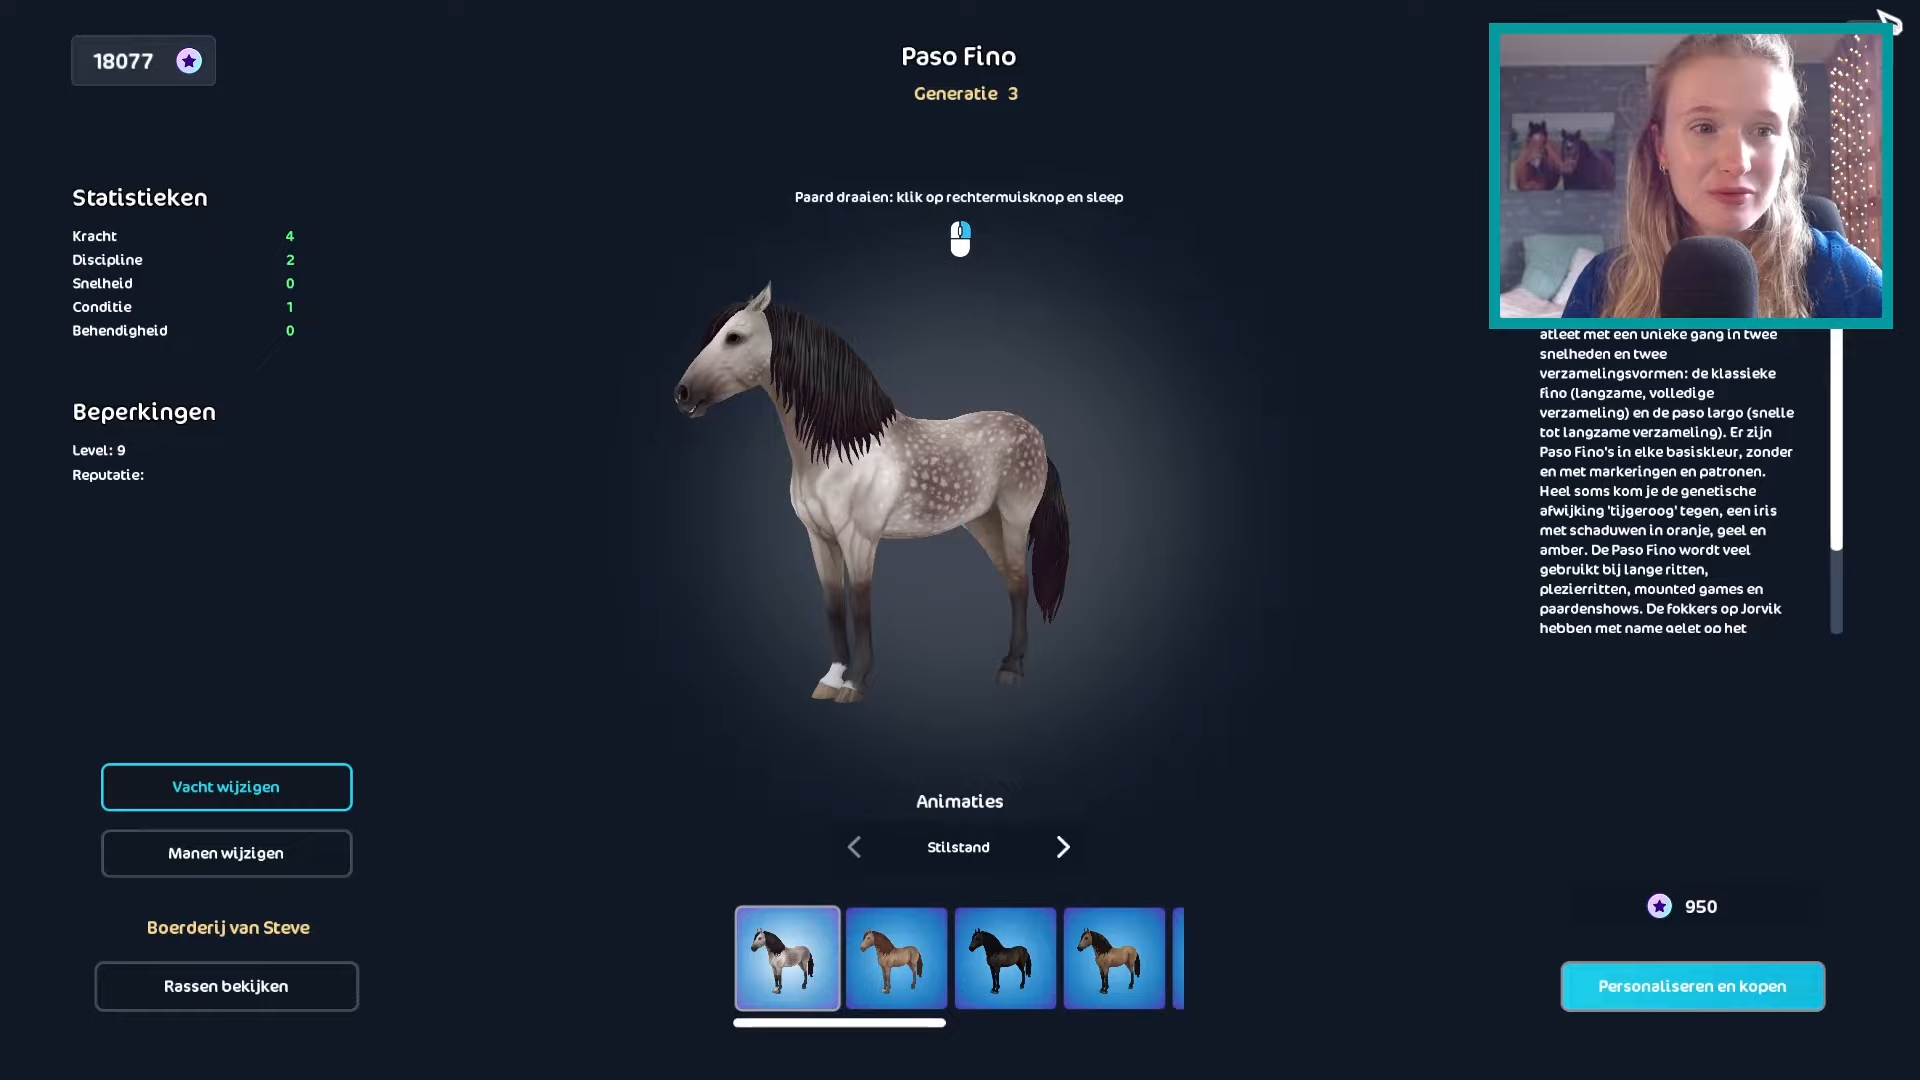 18077
Paso Fino
Generatie 3
Statistieken
Kracht 4
Discipline 2
Snelheid 0
Conditie 1
Behendigheid 0
Beperkingen
Level: 9
Reputatie:
Paard draaien: klik op rechtermuisknop en sleep
atleet met een unieke gang in twee
snelheden en twee
verzamelingsvormen: de klassieke
fino (langzame, volledige
verzameling) en de paso largo (snelle
tot langzame verzameling). Er zijn
Paso Fino's in elke basiskleur, zonder
en met markeringen en patronen.
Heel soms kom je de genetische
afwijking 'tijgeroog' tegen, een iris
met schaduwen in oranje, geel en
amber. De Paso Fino wordt veel
gebruikt bij lange ritten,
plezierritten, mounted games en
paardenshows. De fokkers op Jorvik
hebben met name gelet op het
Vacht wijzigen
Manen wijzigen
Boerderij van Steve
Rassen bekijken
Animaties
Stilstand
950
Personaliseren en kopen